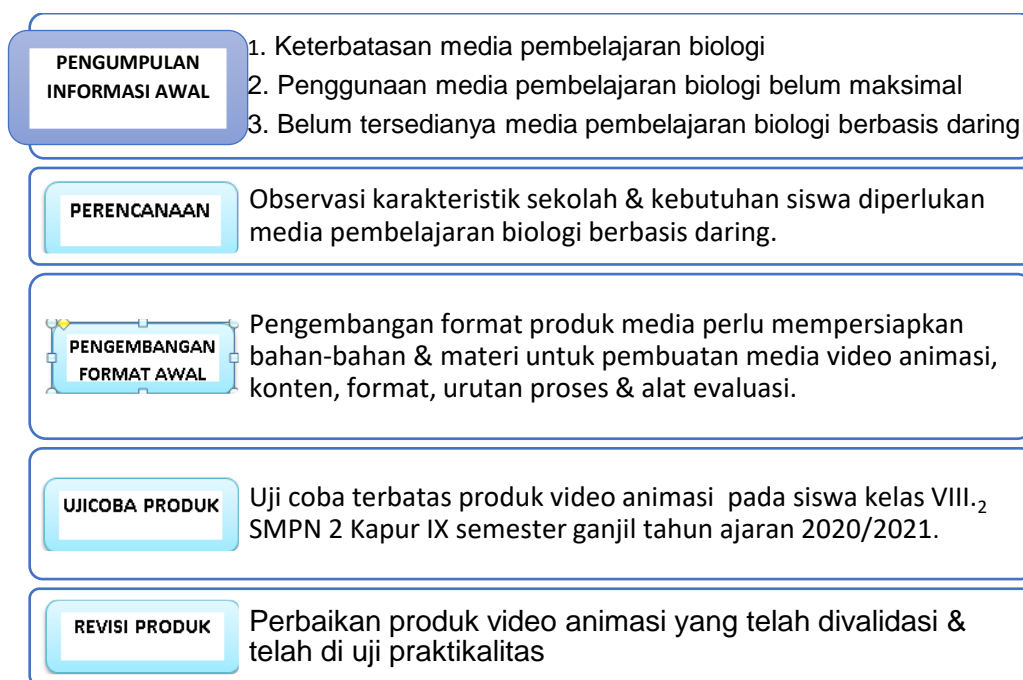 PENGUMPULAN
INFORMASI AWAL
1. Keterbatasan media pembelajaran biologi
2. Penggunaan media pembelajaran biologi belum maksimal
3. Belum tersedianya media pembelajaran biologi berbasis daring
PERENCANAAN
Observasi karakteristik sekolah & kebutuhan siswa diperlukan
media pembelajaran biologi berbasis daring.
PENGEMBANGAN
FORMAT AWAL
Pengembangan format produk media perlu mempersiapkan
bahan-bahan & materi untuk pembuatan media video animasi,
konten, format, urutan proses & alat evaluasi.
UJICOBA PRODUK
Uji coba terbatas produk video animasi pada siswa kelas VIII.₂
SMPN 2 Kapur IX semester ganjil tahun ajaran 2020/2021.
REVISI PRODUK
Perbaikan produk video animasi yang telah divalidasi &
telah di uji praktikalitas